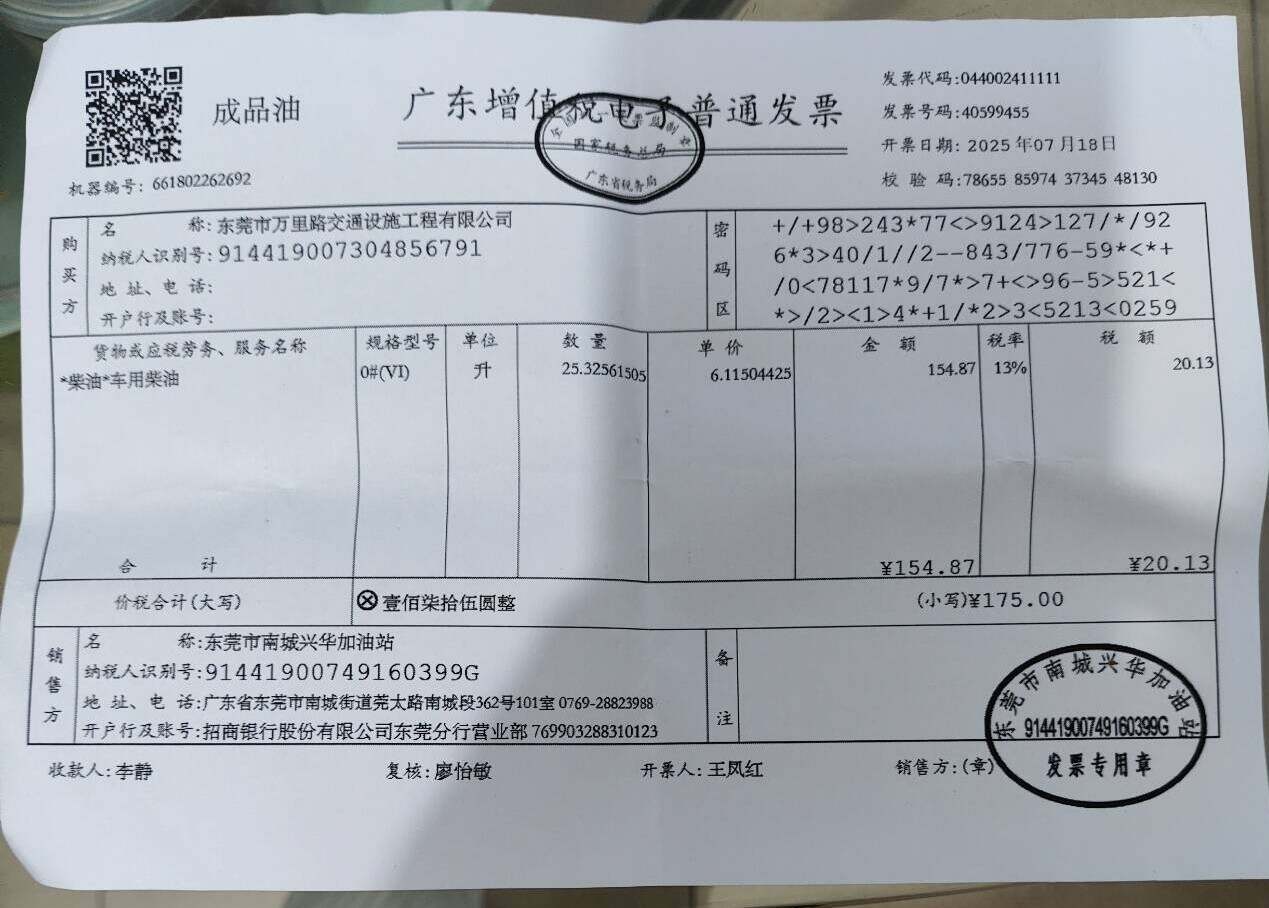 成品油
广东增值税电子普通发票
全国统一发票监制章
国家税务总局
广东省税务局
发票代码:044002411111
发票号码:40599455
开票日期:2025年07月18日
校验码:78655 85974 37345 48130
机器编号:661802262692
购买方
名称:东莞市万里路交通设施工程有限公司
纳税人识别号:914419007304856791
地址、电话:
开户行及账号:
密码区
+/+98>243*77<>9124>127/*/92
6*3>40/1//2--843/776-59*<*+
/0<78117*9/7*>7+<>96-5>521<
*>/2><1>4*+1/*2>3<5213<0259
货物或应税劳务、服务名称 规格型号 单位 数量 单价 金额 税率 税额
*柴油*车用柴油 0#(VI) 升 25.32561505 6.11504425 154.87 13% 20.13
合计 ¥154.87 ¥20.13
价税合计(大写) ⊗壹佰柒拾伍圆整 (小写)¥175.00
销售方
名称:东莞市南城兴华加油站
纳税人识别号:91441900749160399G
地址、电话:广东省东莞市南城街道莞太路南城段362号101室 0769-28823988
开户行及账号:招商银行股份有限公司东莞分行营业部 769903288310123
备注
东莞市南城兴华加油站
91441900749160399G
发票专用章
收款人:李静 复核:廖怡敏 开票人:王凤红 销售方:(章)